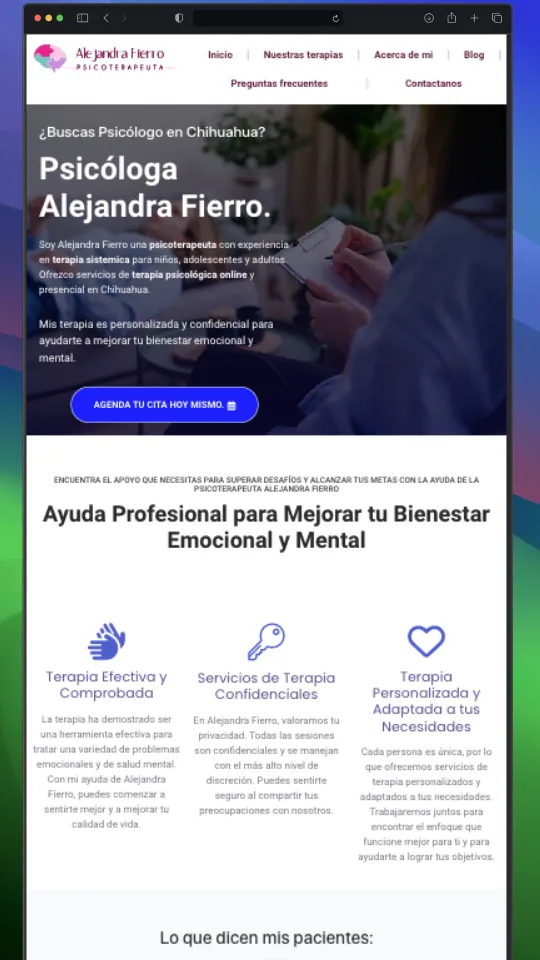 Alejandra Fierro
PSICOTERAPEUTA
Inicio
Nuestras terapias
Acerca de mi
Blog
Preguntas frecuentes
Contactanos
¿Buscas Psicólogo en Chihuahua?
Psicóloga
Alejandra Fierro.
Soy Alejandra Fierro una psicoterapeuta con experiencia
en terapia sistemica para niños, adolescentes y adultos.
Ofrezco servicios de terapia psicológica online y
presencial en Chihuahua.
Mis terapia es personalizada y confidencial para
ayudarte a mejorar tu bienestar emocional y
mental.
AGENDA TU CITA HOY MISMO.
ENCUENTRA EL APOYO QUE NECESITAS PARA SUPERAR DESAFÍOS Y ALCANZAR TUS METAS CON LA AYUDA DE LA
PSICOTERAPEUTA ALEJANDRA FIERRO
Ayuda Profesional para Mejorar tu Bienestar
Emocional y Mental
Terapia Efectiva y
Comprobada
La terapia ha demostrado ser
una herramienta efectiva para
tratar una variedad de problemas
emocionales y de salud mental.
Con mi ayuda de Alejandra
Fierro, puedes comenzar a
sentirte mejor y a mejorar tu
calidad de vida.
Servicios de Terapia
Confidenciales
En Alejandra Fierro, valoramos tu
privacidad. Todas las sesiones
son confidenciales y se manejan
con el más alto nivel de
discreción. Puedes sentirte
seguro al compartir tus
preocupaciones con nosotros.
Terapia
Personalizada y
Adaptada a tus
Necesidades
Cada persona es única, por lo
que ofrecemos servicios de
terapia personalizados y
adaptados a tus necesidades.
Trabajaremos juntos para
encontrar el enfoque que
funcione mejor para ti y para
ayudarte a lograr tus objetivos.
Lo que dicen mis pacientes: